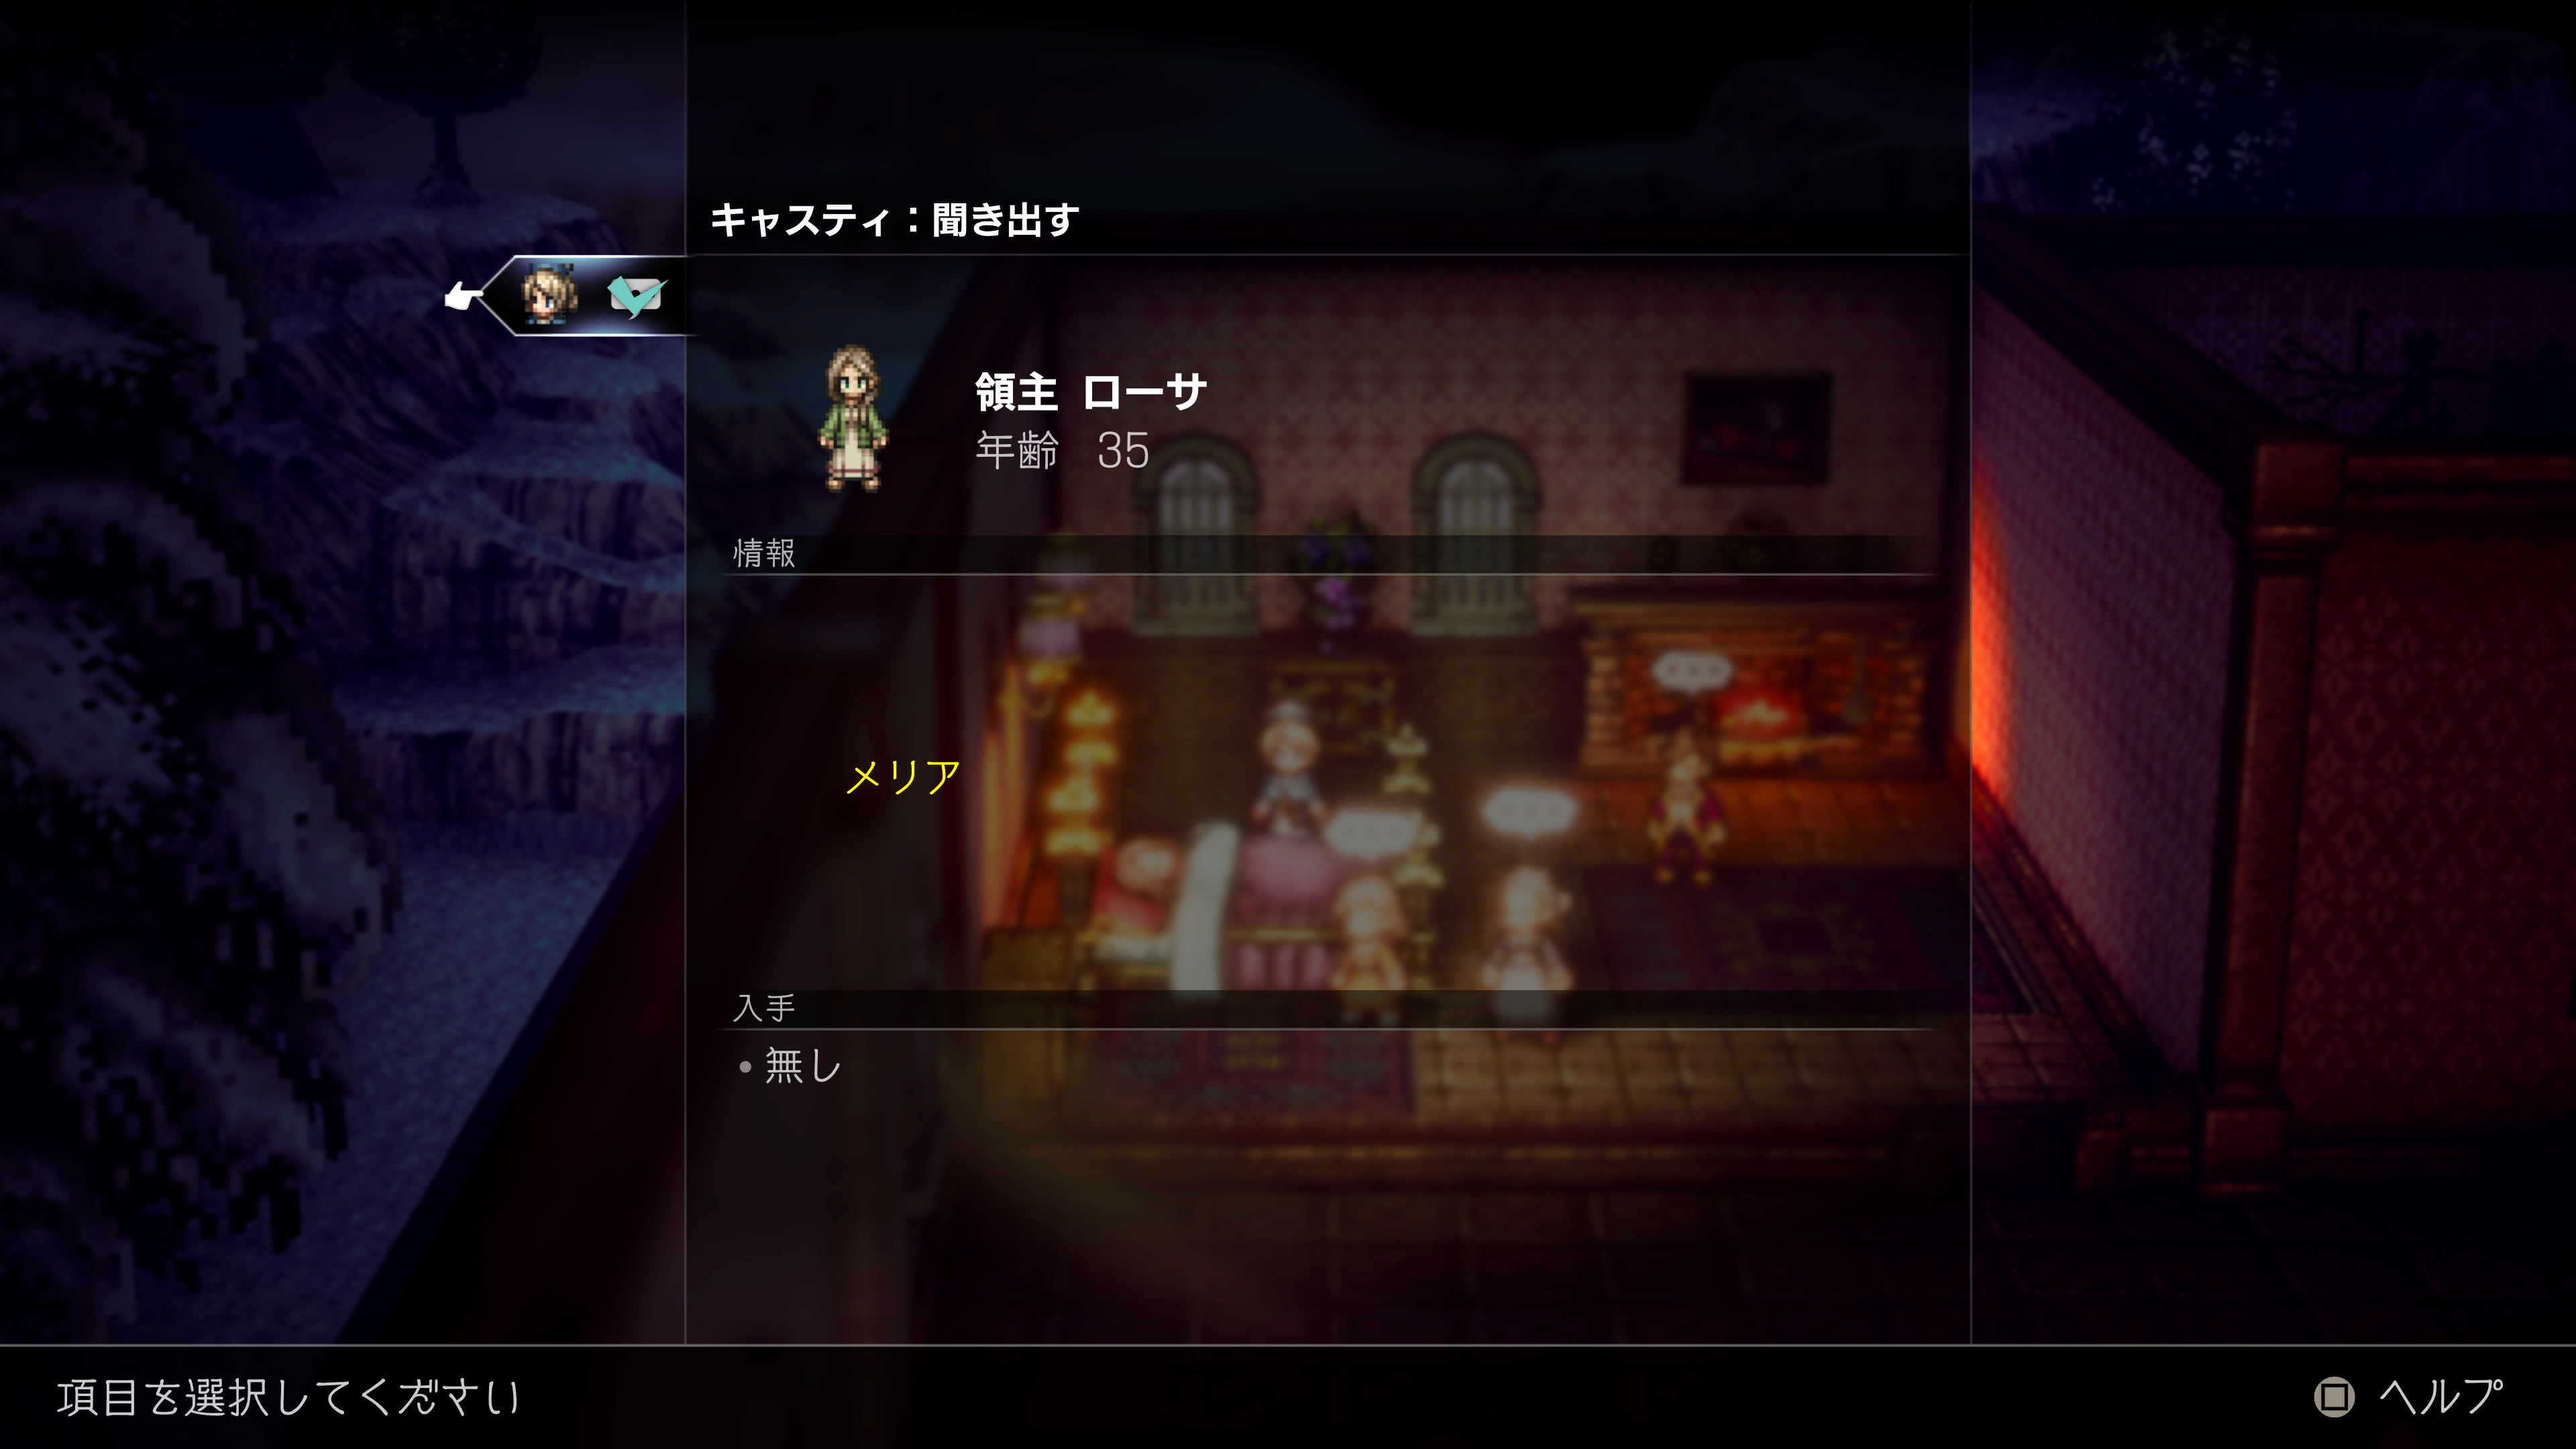 キャスティ：聞き出す
領主 ローサ
年齢 35
情報
メリア
入手
・無し
項目を選択してください
ヘルプ